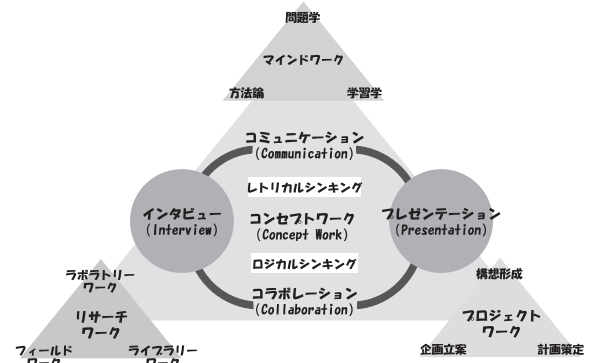 問題学
マインドワーク
方法論
学習学
コミュニケーション
(Communication)
レトリカルシンキング
インタビュー
(Interview)
コンセプトワーク
(Concept Work)
プレゼンテーション
(Presentation)
ロジカルシンキング
コラボレーション
(Collaboration)
ラボラトリー
ワーク
リサーチ
ワーク
フィールド
ワーク
ライブラリー
ワーク
構想形成
プロジェクト
ワーク
企画立案
計画策定